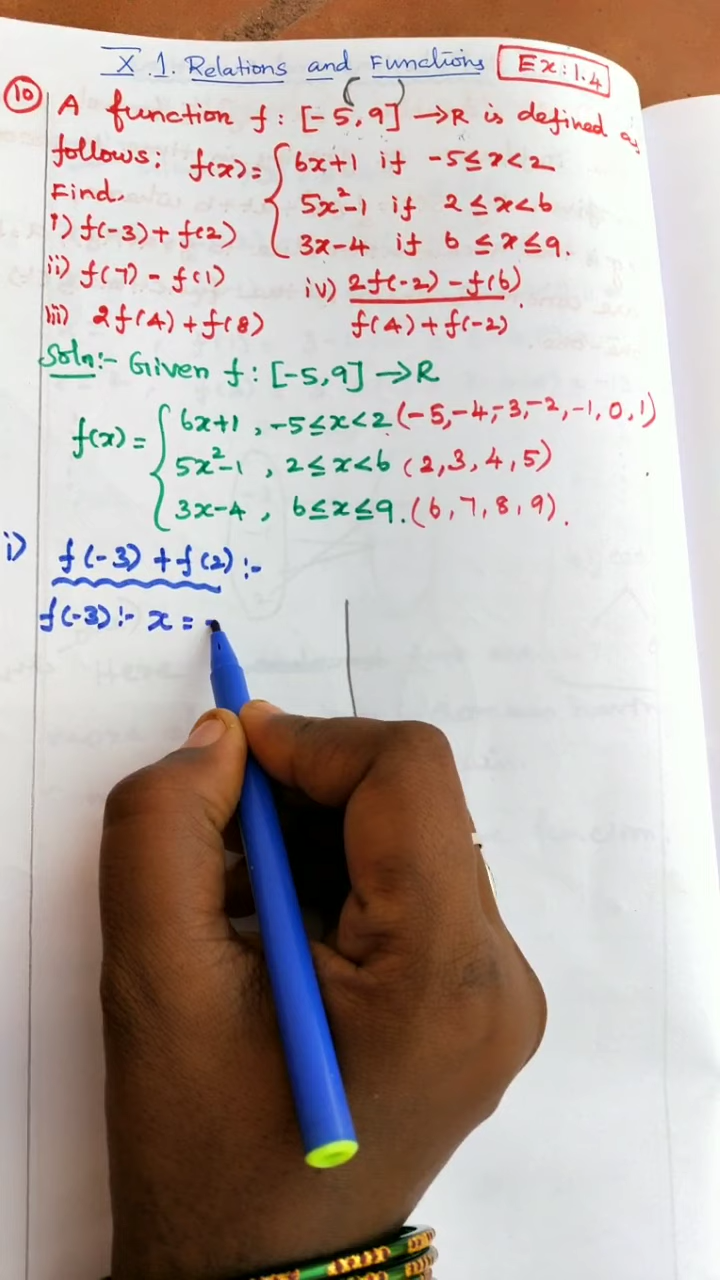 X.1. Relations and Functions Ex:1.4
10 A function f: [-5,9] → R is defined as
follows: f(x) = { 6x+1 if -5≤x<2
5x²-1 if 2≤x<6
3x-4 if 6≤x≤9.
Find.
i) f(-3) + f(2)
ii) f(7) - f(1)
iii) 2f(4) + f(8)
iv) 2f(-2) - f(6) / f(4) + f(-2).
Soln:- Given f: [-5,9] → R
f(x) = { 6x+1, -5≤x<2 (-5,-4,-3,-2,-1,0,1)
5x²-1, 2≤x<6 (2,3,4,5)
3x-4, 6≤x≤9. (6,7,8,9).
i) f(-3) + f(2):-
f(-3):- x = -